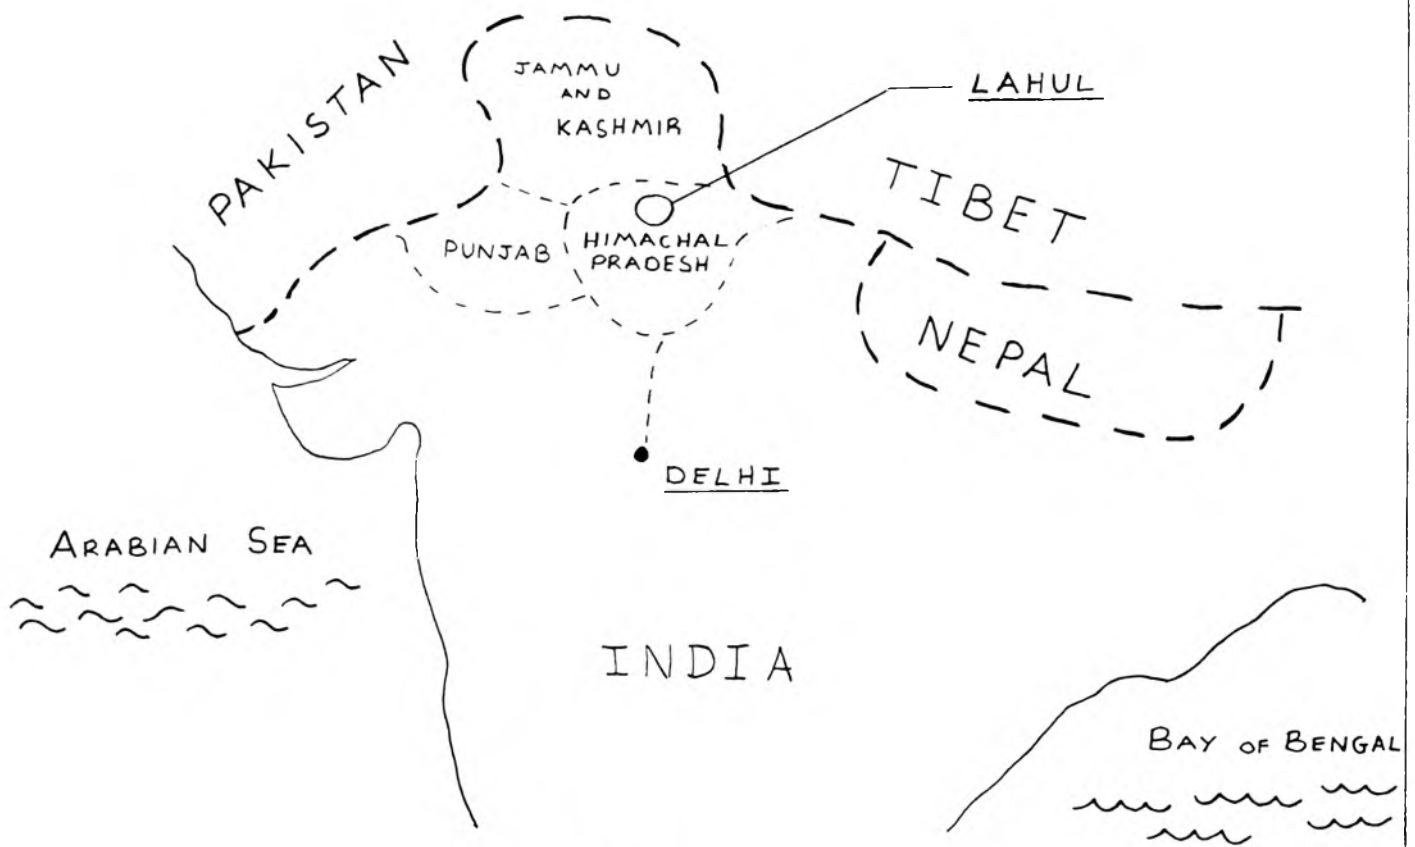 PAKISTAN
JAMMU
AND
KASHMIR
LAHUL
TIBET
PUNJAB
HIMACHAL
PRADESH
NEPAL
DELHI
ARABIAN SEA
INDIA
BAY OF BENGAL